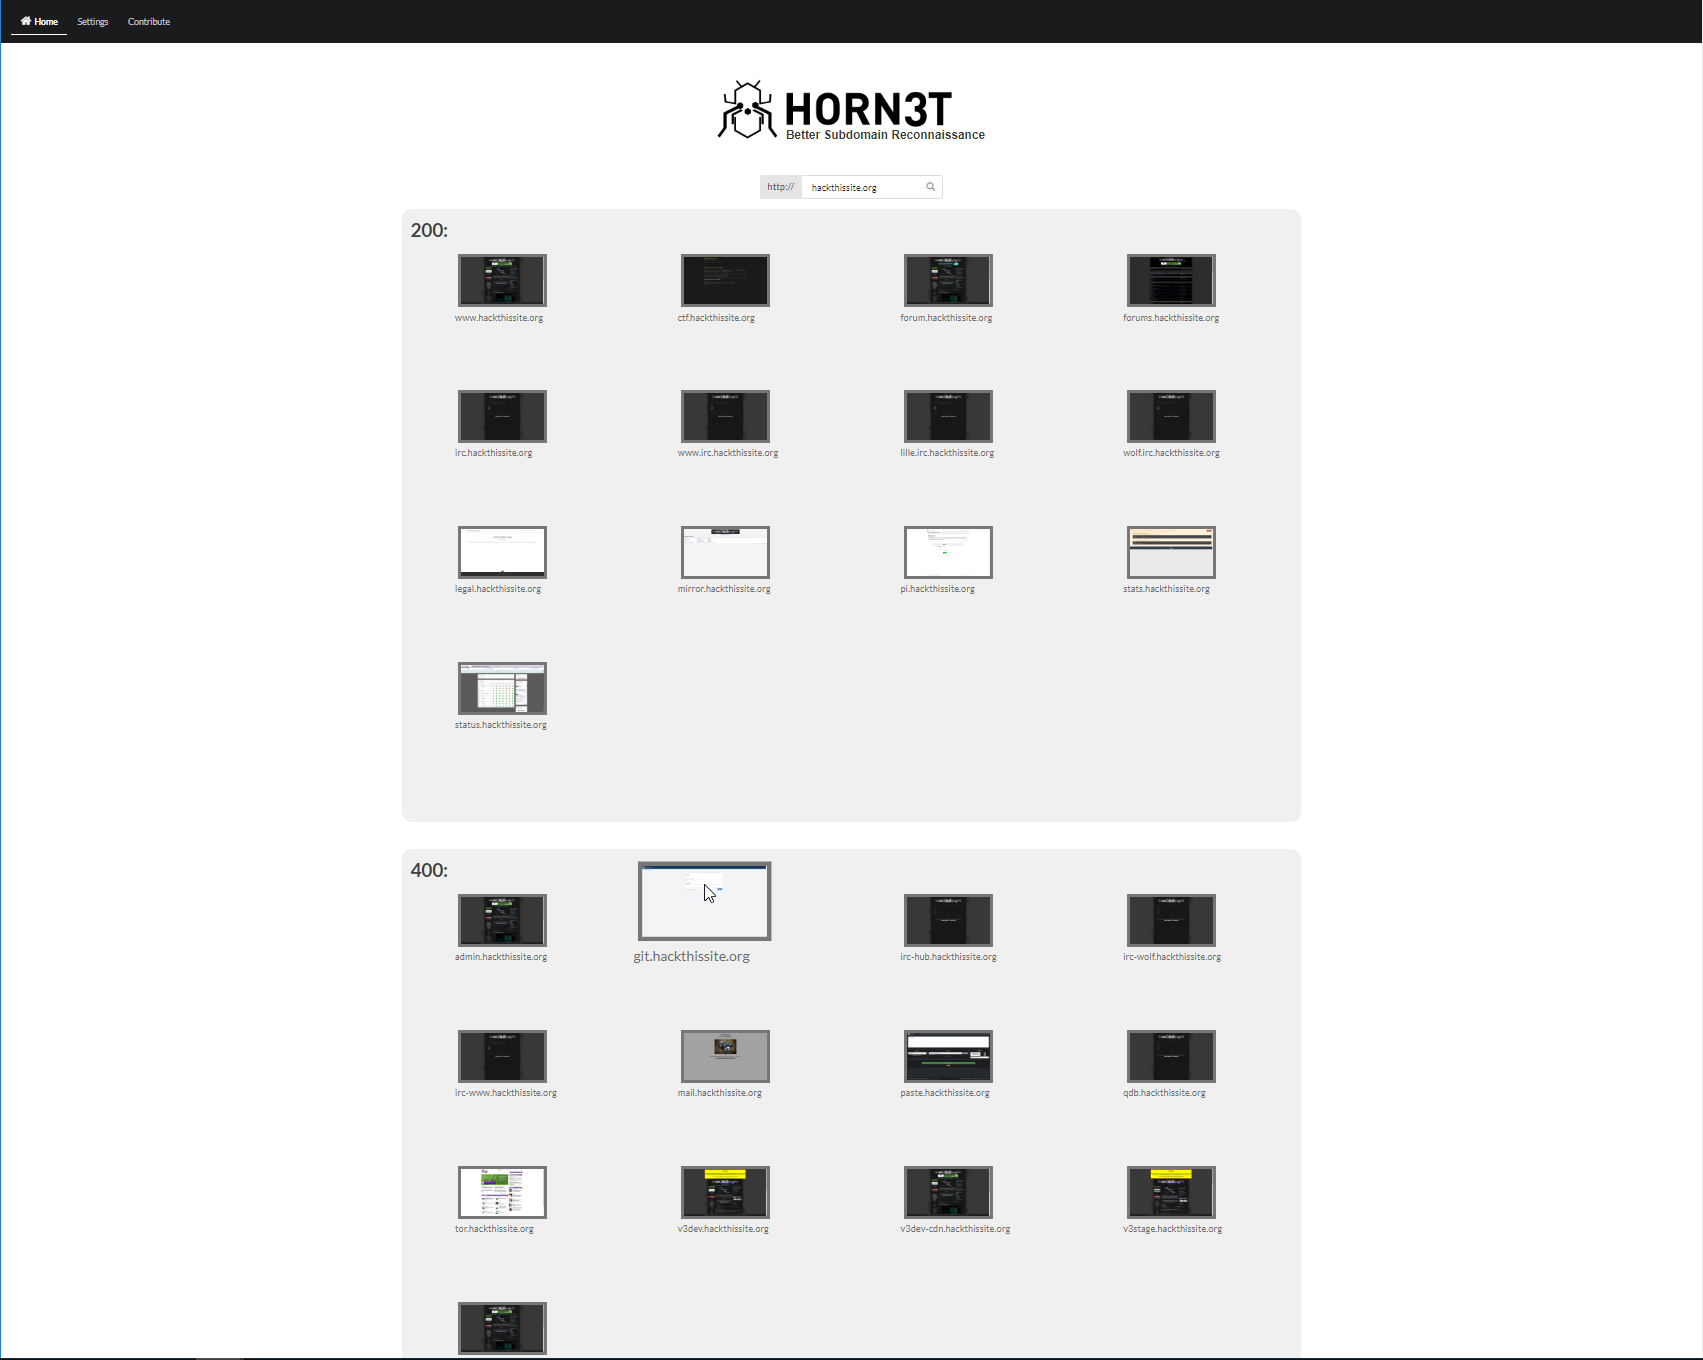 Home Settings Contribute
HORN3T
Better Subdomain Reconnaissance
http:// hackthissite.org
200:
www.hackthissite.org ctf.hackthissite.org forum.hackthissite.org forums.hackthissite.org
irc.hackthissite.org www.irc.hackthissite.org lille.irc.hackthissite.org wolf.irc.hackthissite.org
legal.hackthissite.org mirror.hackthissite.org pi.hackthissite.org stats.hackthissite.org
status.hackthissite.org
400:
admin.hackthissite.org git.hackthissite.org irc-hub.hackthissite.org irc-wolf.hackthissite.org
irc-www.hackthissite.org mail.hackthissite.org paste.hackthissite.org qdb.hackthissite.org
tor.hackthissite.org v3dev.hackthissite.org v3dev-cdn.hackthissite.org v3stage.hackthissite.org